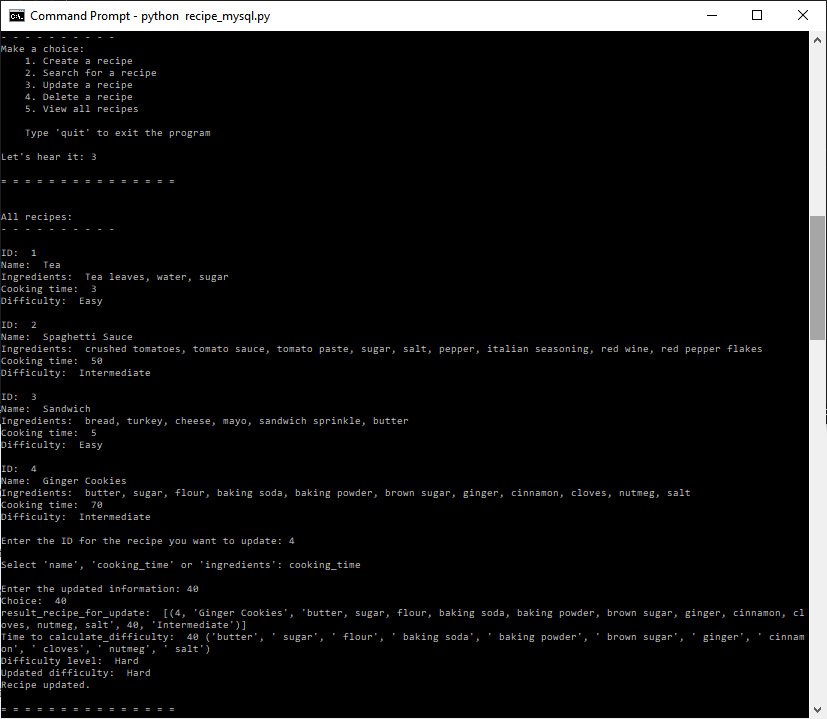 Command Prompt - python  recipe_mysql.py
- - - - - - - - - -
Make a choice:
    1. Create a recipe
    2. Search for a recipe
    3. Update a recipe
    4. Delete a recipe
    5. View all recipes
    Type 'quit' to exit the program
Let's hear it: 3
= = = = = = = = = = = = = = =
All recipes:
- - - - - - - - - -
ID:  1
Name:  Tea
Ingredients:  Tea leaves, water, sugar
Cooking time:  3
Difficulty:  Easy
ID:  2
Name:  Spaghetti Sauce
Ingredients:  crushed tomatoes, tomato sauce, tomato paste, sugar, salt, pepper, italian seasoning, red wine, red pepper flakes
Cooking time:  50
Difficulty:  Intermediate
ID:  3
Name:  Sandwich
Ingredients:  bread, turkey, cheese, mayo, sandwich sprinkle, butter
Cooking time:  5
Difficulty:  Easy
ID:  4
Name:  Ginger Cookies
Ingredients:  butter, sugar, flour, baking soda, baking powder, brown sugar, ginger, cinnamon, cloves, nutmeg, salt
Cooking time:  70
Difficulty:  Intermediate
Enter the ID for the recipe you want to update: 4
Select 'name', 'cooking_time' or 'ingredients': cooking_time
Enter the updated information: 40
Choice:  40
result_recipe_for_update:  [(4, 'Ginger Cookies', 'butter, sugar, flour, baking soda, baking powder, brown sugar, ginger, cinnamon, cl
oves, nutmeg, salt', 40, 'Intermediate')]
Time to calculate_difficulty:  40 ('butter', ' sugar', ' flour', ' baking soda', ' baking powder', ' brown sugar', ' ginger', ' cinnam
on', ' cloves', ' nutmeg', ' salt')
Difficulty level:  Hard
Updated difficulty:  Hard
Recipe updated.
= = = = = = = = = = = = = = =